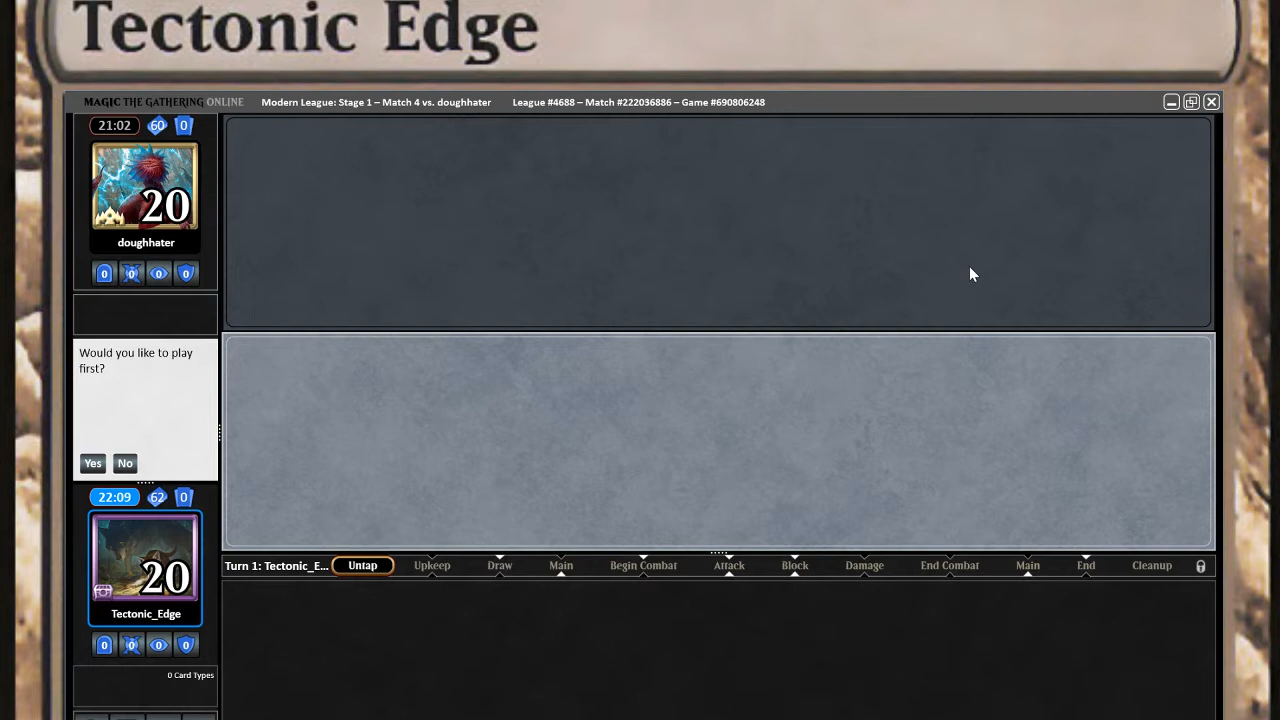 Tectonic Edge
MAGIC THE GATHERING ONLINE Modern League: Stage 1 – Match 4 vs. doughhater League #4688 – Match #222036886 – Game #690806248
21:02 60 0
20
doughhater
0 0 0 0
Would you like to play
first?
Yes No
22:09 62 0
20
Tectonic_Edge
0 0 0 0
0 Card Types
Turn 1: Tectonic_E... Untap Upkeep Draw Main Begin Combat Attack Block Damage End Combat Main End Cleanup